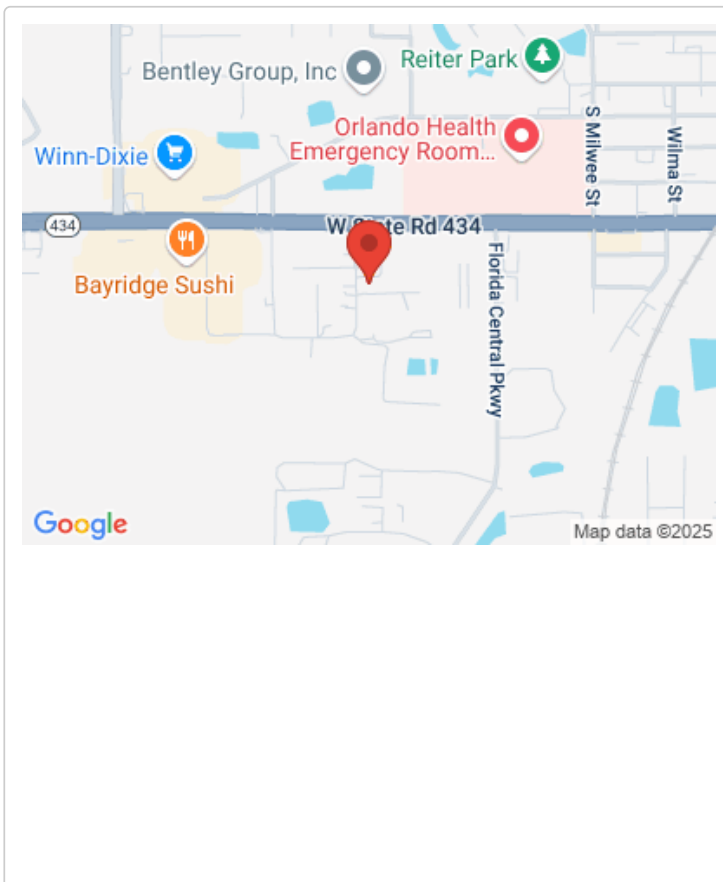 Bentley Group, Inc
Reiter Park
Orlando Health
Emergency Room...
Winn-Dixie
S Milwee St
Wilma St
434
W State Rd 434
Bayridge Sushi
Florida Central Pkwy
Google
Map data ©2025